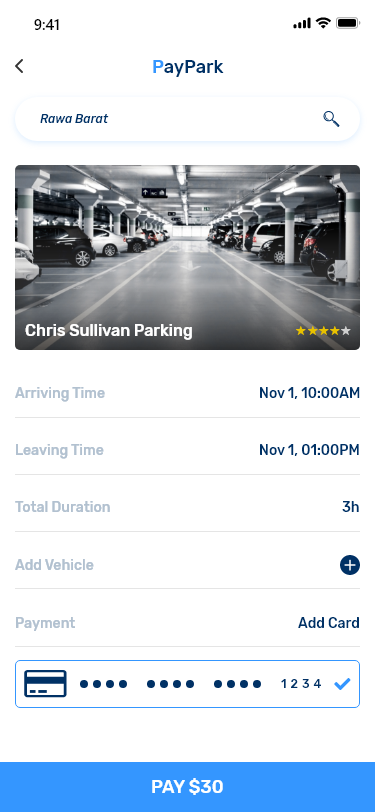 9:41
PayPark
Rawa Barat
Chris Sullivan Parking
Arriving Time Nov 1, 10:00AM
Leaving Time Nov 1, 01:00PM
Total Duration 3h
Add Vehicle
Payment Add Card
1234
PAY $30